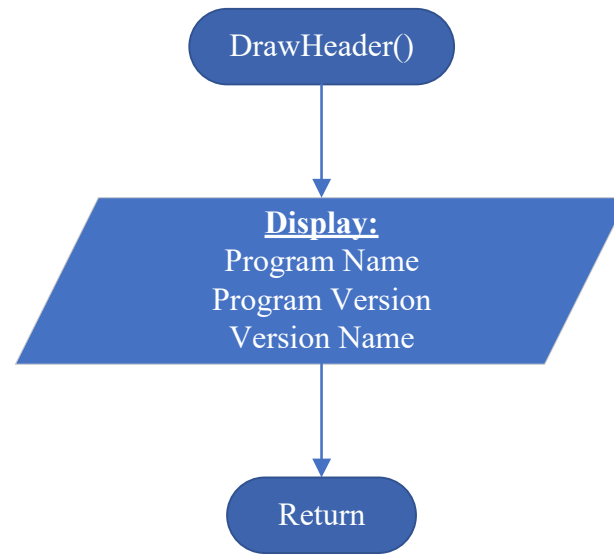 DrawHeader()
Display:
Program Name
Program Version
Version Name
Return